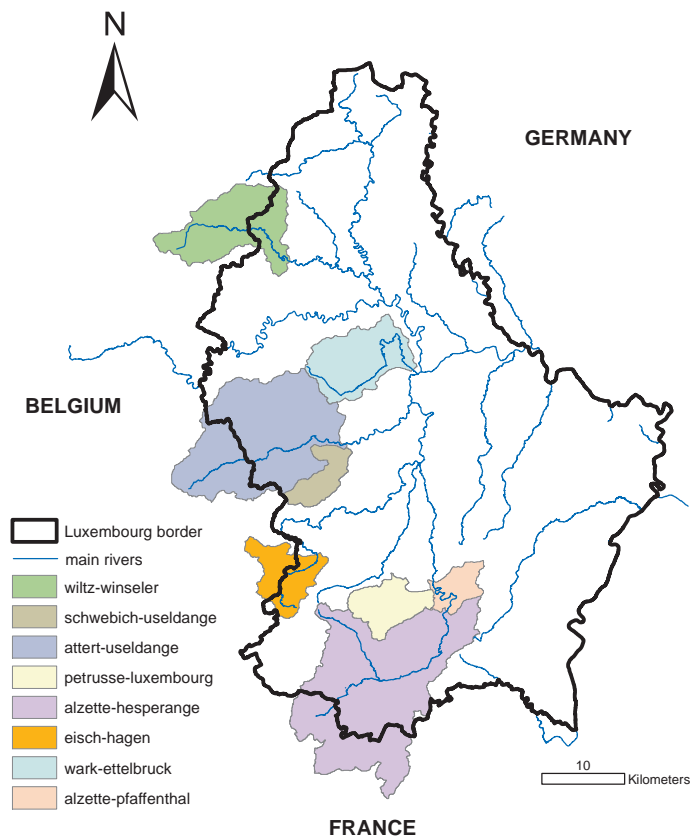 N
GERMANY
BELGIUM
Luxembourg border
main rivers
wiltz-winseler
schwebich-useldange
attert-useldange
petrusse-luxembourg
alzette-hesperange
eisch-hagen
wark-ettelbruck
alzette-pfaffenthal
10
Kilometers
FRANCE